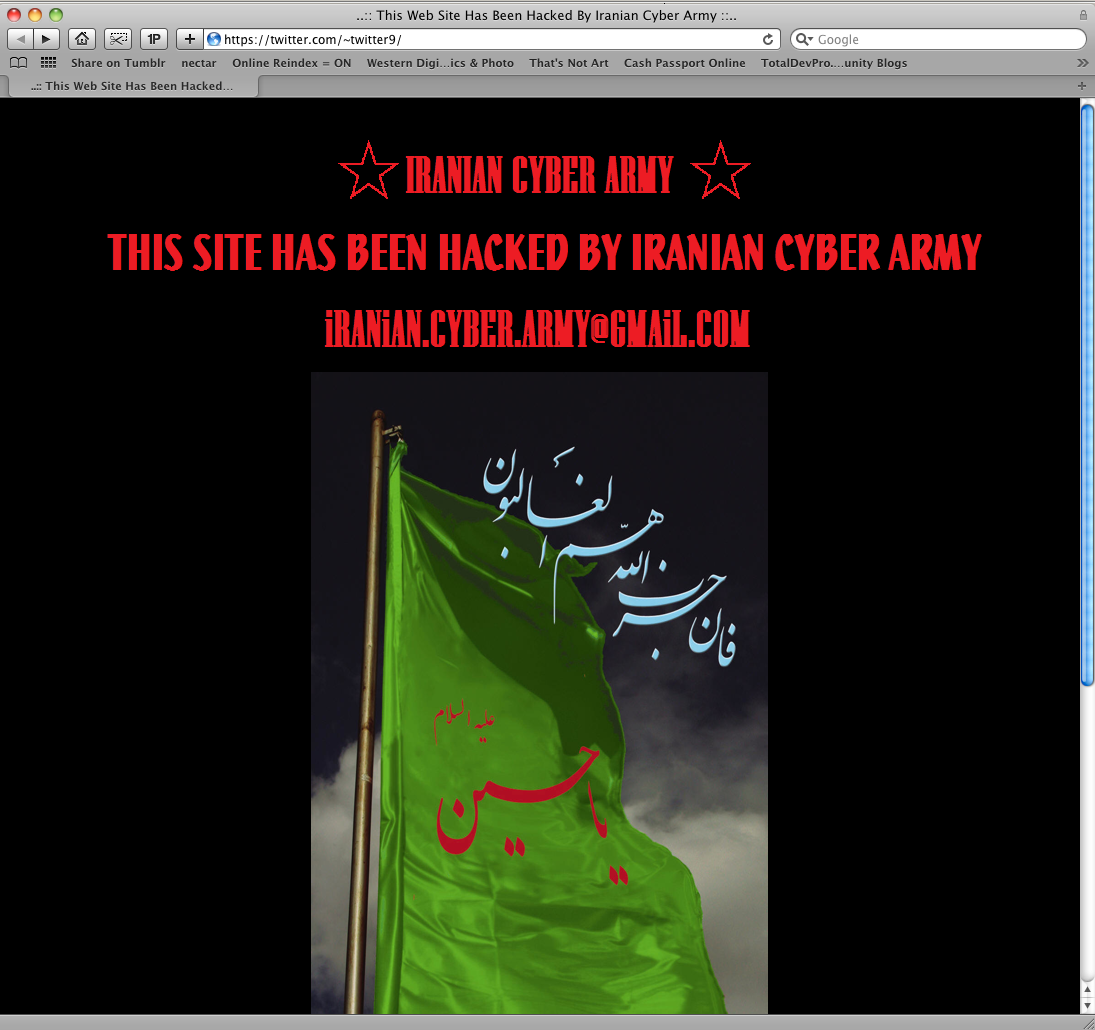 ..:: This Web Site Has Been Hacked By Iranian Cyber Army ::..
1P
https://twitter.com/~twitter9/
Google
Share on Tumblr nectar Online Reindex = ON Western Digi...ics & Photo That's Not Art Cash Passport Online TotalDevPro....unity Blogs
..:: This Web Site Has Been Hacked...
IRANIAN CYBER ARMY
THIS SITE HAS BEEN HACKED BY IRANIAN CYBER ARMY
iRANiAN.CYBER.ARMY@GMAiL.COM
فان حزب الله هم الغالبون
علیه السلام
یا حسین